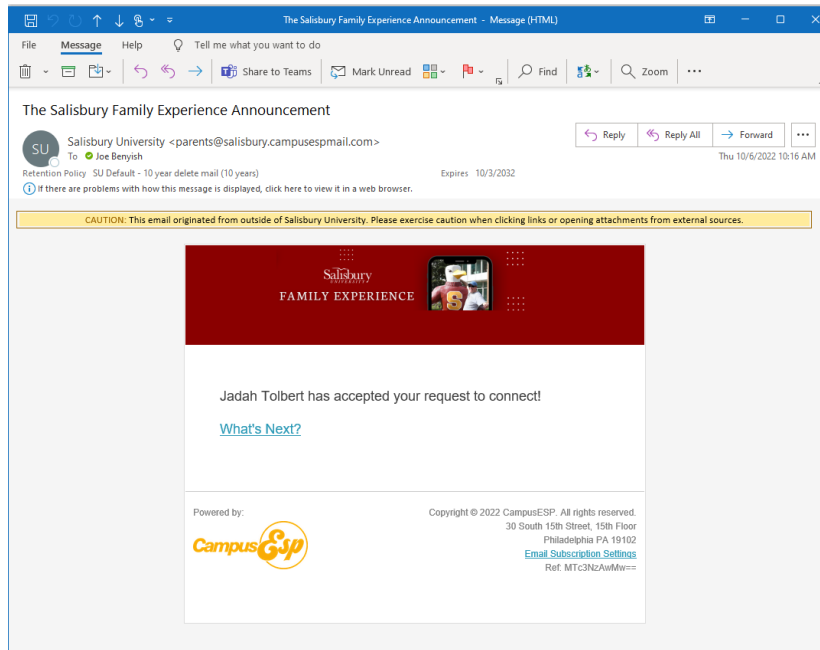 The Salisbury Family Experience Announcement - Message (HTML)
File Message Help Tell me what you want to do
Share to Teams Mark Unread Find Zoom
The Salisbury Family Experience Announcement
SU
Salisbury University <parents@salisbury.campusespmail.com>
To Joe Benyish
Reply Reply All Forward
Thu 10/6/2022 10:16 AM
Retention Policy SU Default - 10 year delete mail (10 years) Expires 10/3/2032
If there are problems with how this message is displayed, click here to view it in a web browser.
CAUTION: This email originated from outside of Salisbury University. Please exercise caution when clicking links or opening attachments from external sources.
Salisbury
UNIVERSITY
FAMILY EXPERIENCE
S
Jadah Tolbert has accepted your request to connect!
What's Next?
Powered by:
CampusEsp
Copyright © 2022 CampusESP. All rights reserved.
30 South 15th Street, 15th Floor
Philadelphia PA 19102
Email Subscription Settings
Ref: MTc3NzAwMw==